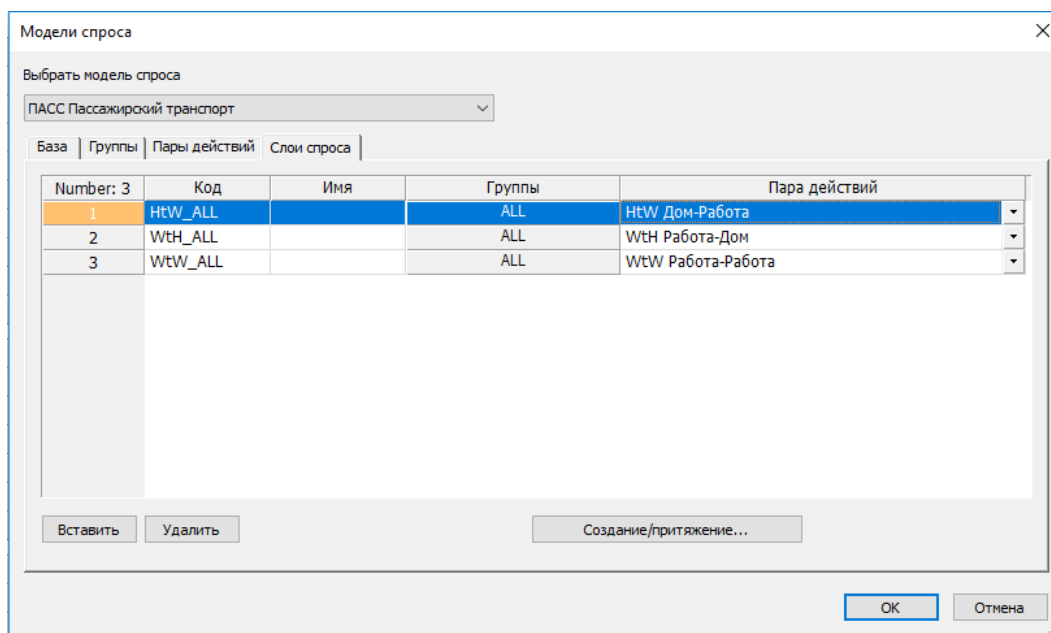 Модели спроса
Выбрать модель спроса
ПАСС Пассажирский транспорт
База Группы Пары действий Слои спроса
Number: 3 Код Имя Группы Пара действий
1 HtW_ALL ALL HtW Дом-Работа
2 WtH_ALL ALL WtH Работа-Дом
3 WtW_ALL ALL WtW Работа-Работа
Вставить Удалить Создание/притяжение...
OK Отмена